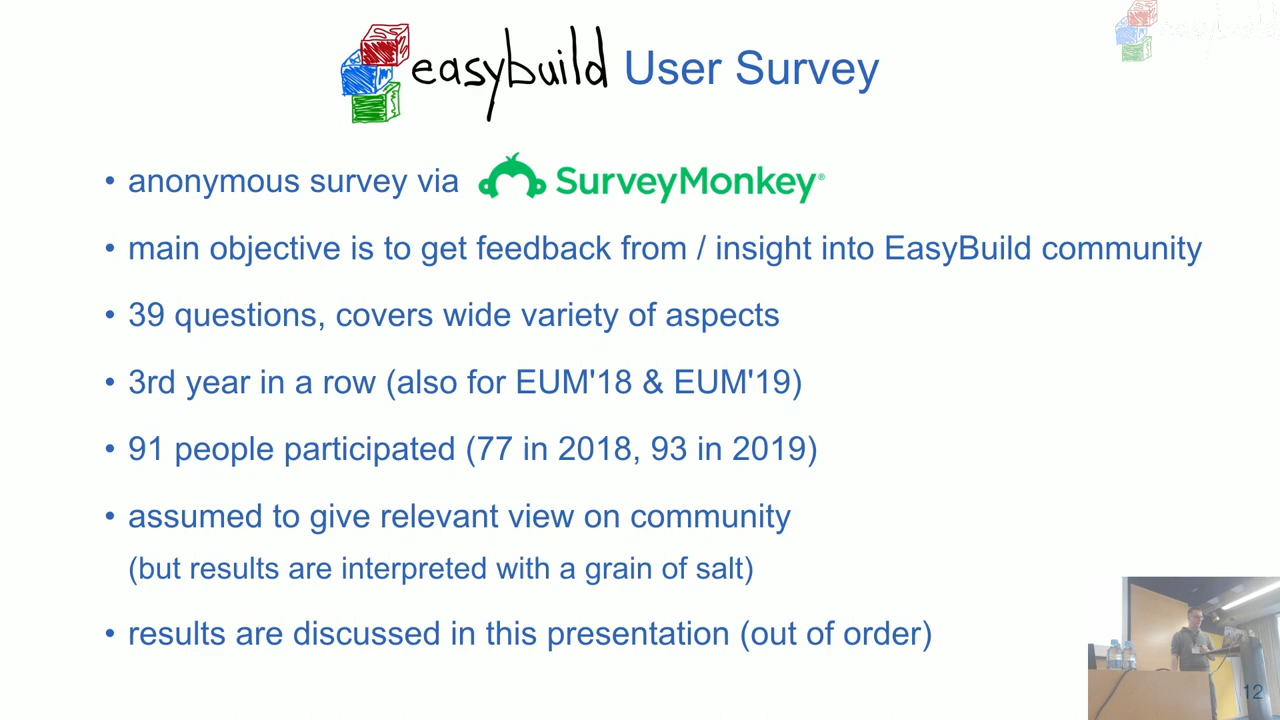 easybuild User Survey
easybuild
• anonymous survey via SurveyMonkey®
• main objective is to get feedback from / insight into EasyBuild community
• 39 questions, covers wide variety of aspects
• 3rd year in a row (also for EUM'18 & EUM'19)
• 91 people participated (77 in 2018, 93 in 2019)
• assumed to give relevant view on community
(but results are interpreted with a grain of salt)
• results are discussed in this presentation (out of order)
12